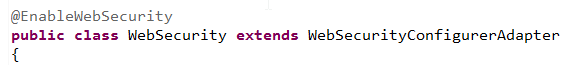 @EnableWebSecurity
public class WebSecurity extends WebSecurityConfigurerAdapter
{